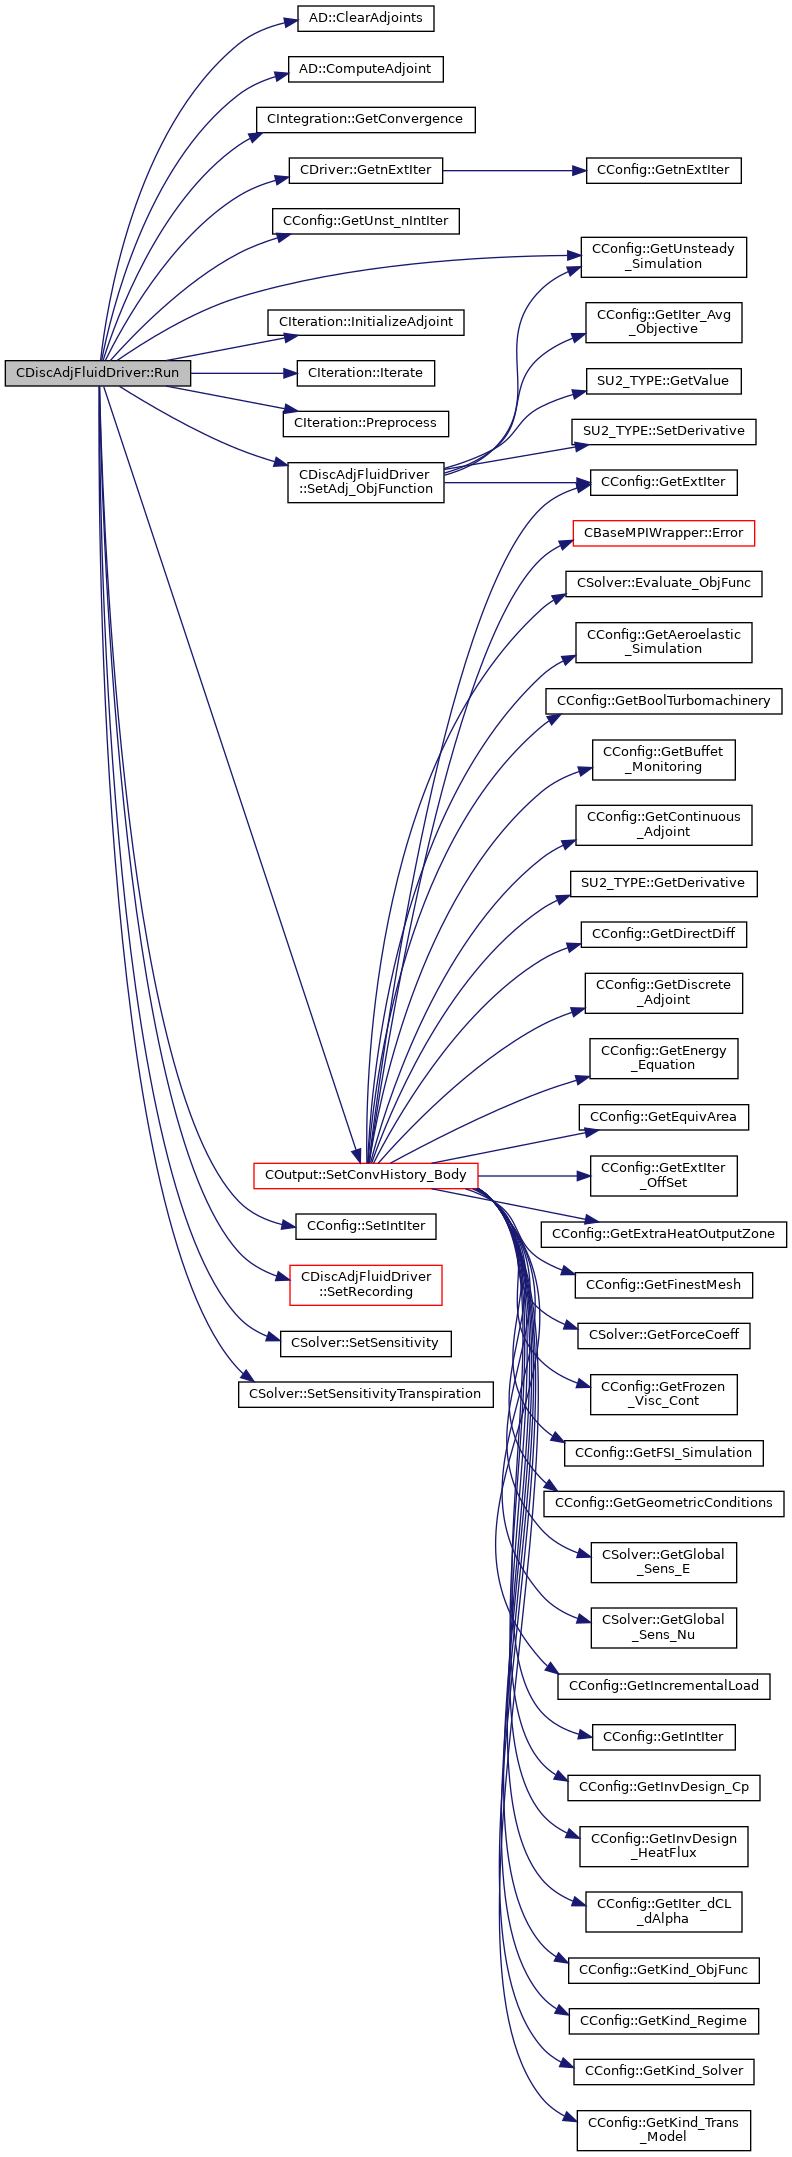 AD::ClearAdjoints
AD::ComputeAdjoint
CIntegration::GetConvergence
CDriver::GetnExtIter
CConfig::GetnExtIter
CConfig::GetUnst_nIntIter
CConfig::GetUnsteady
_Simulation
CConfig::GetIter_Avg
_Objective
CIteration::InitializeAdjoint
CDiscAdjFluidDriver::Run
CIteration::Iterate
SU2_TYPE::GetValue
CIteration::Preprocess
SU2_TYPE::SetDerivative
CDiscAdjFluidDriver
::SetAdj_ObjFunction
CConfig::GetExtIter
CBaseMPIWrapper::Error
CSolver::Evaluate_ObjFunc
CConfig::GetAeroelastic
_Simulation
CConfig::GetBoolTurbomachinery
CConfig::GetBuffet
_Monitoring
CConfig::GetContinuous
_Adjoint
SU2_TYPE::GetDerivative
CConfig::GetDirectDiff
CConfig::GetDiscrete
_Adjoint
CConfig::GetEnergy
_Equation
CConfig::GetEquivArea
COutput::SetConvHistory_Body
CConfig::GetExtIter
_OffSet
CConfig::SetIntIter
CConfig::GetExtraHeatOutputZone
CDiscAdjFluidDriver
::SetRecording
CConfig::GetFinestMesh
CSolver::SetSensitivity
CSolver::GetForceCoeff
CSolver::SetSensitivityTranspiration
CConfig::GetFrozen
_Visc_Cont
CConfig::GetFSI_Simulation
CConfig::GetGeometricConditions
CSolver::GetGlobal
_Sens_E
CSolver::GetGlobal
_Sens_Nu
CConfig::GetIncrementalLoad
CConfig::GetIntIter
CConfig::GetInvDesign_Cp
CConfig::GetInvDesign
_HeatFlux
CConfig::GetIter_dCL
_dAlpha
CConfig::GetKind_ObjFunc
CConfig::GetKind_Regime
CConfig::GetKind_Solver
CConfig::GetKind_Trans
_Model